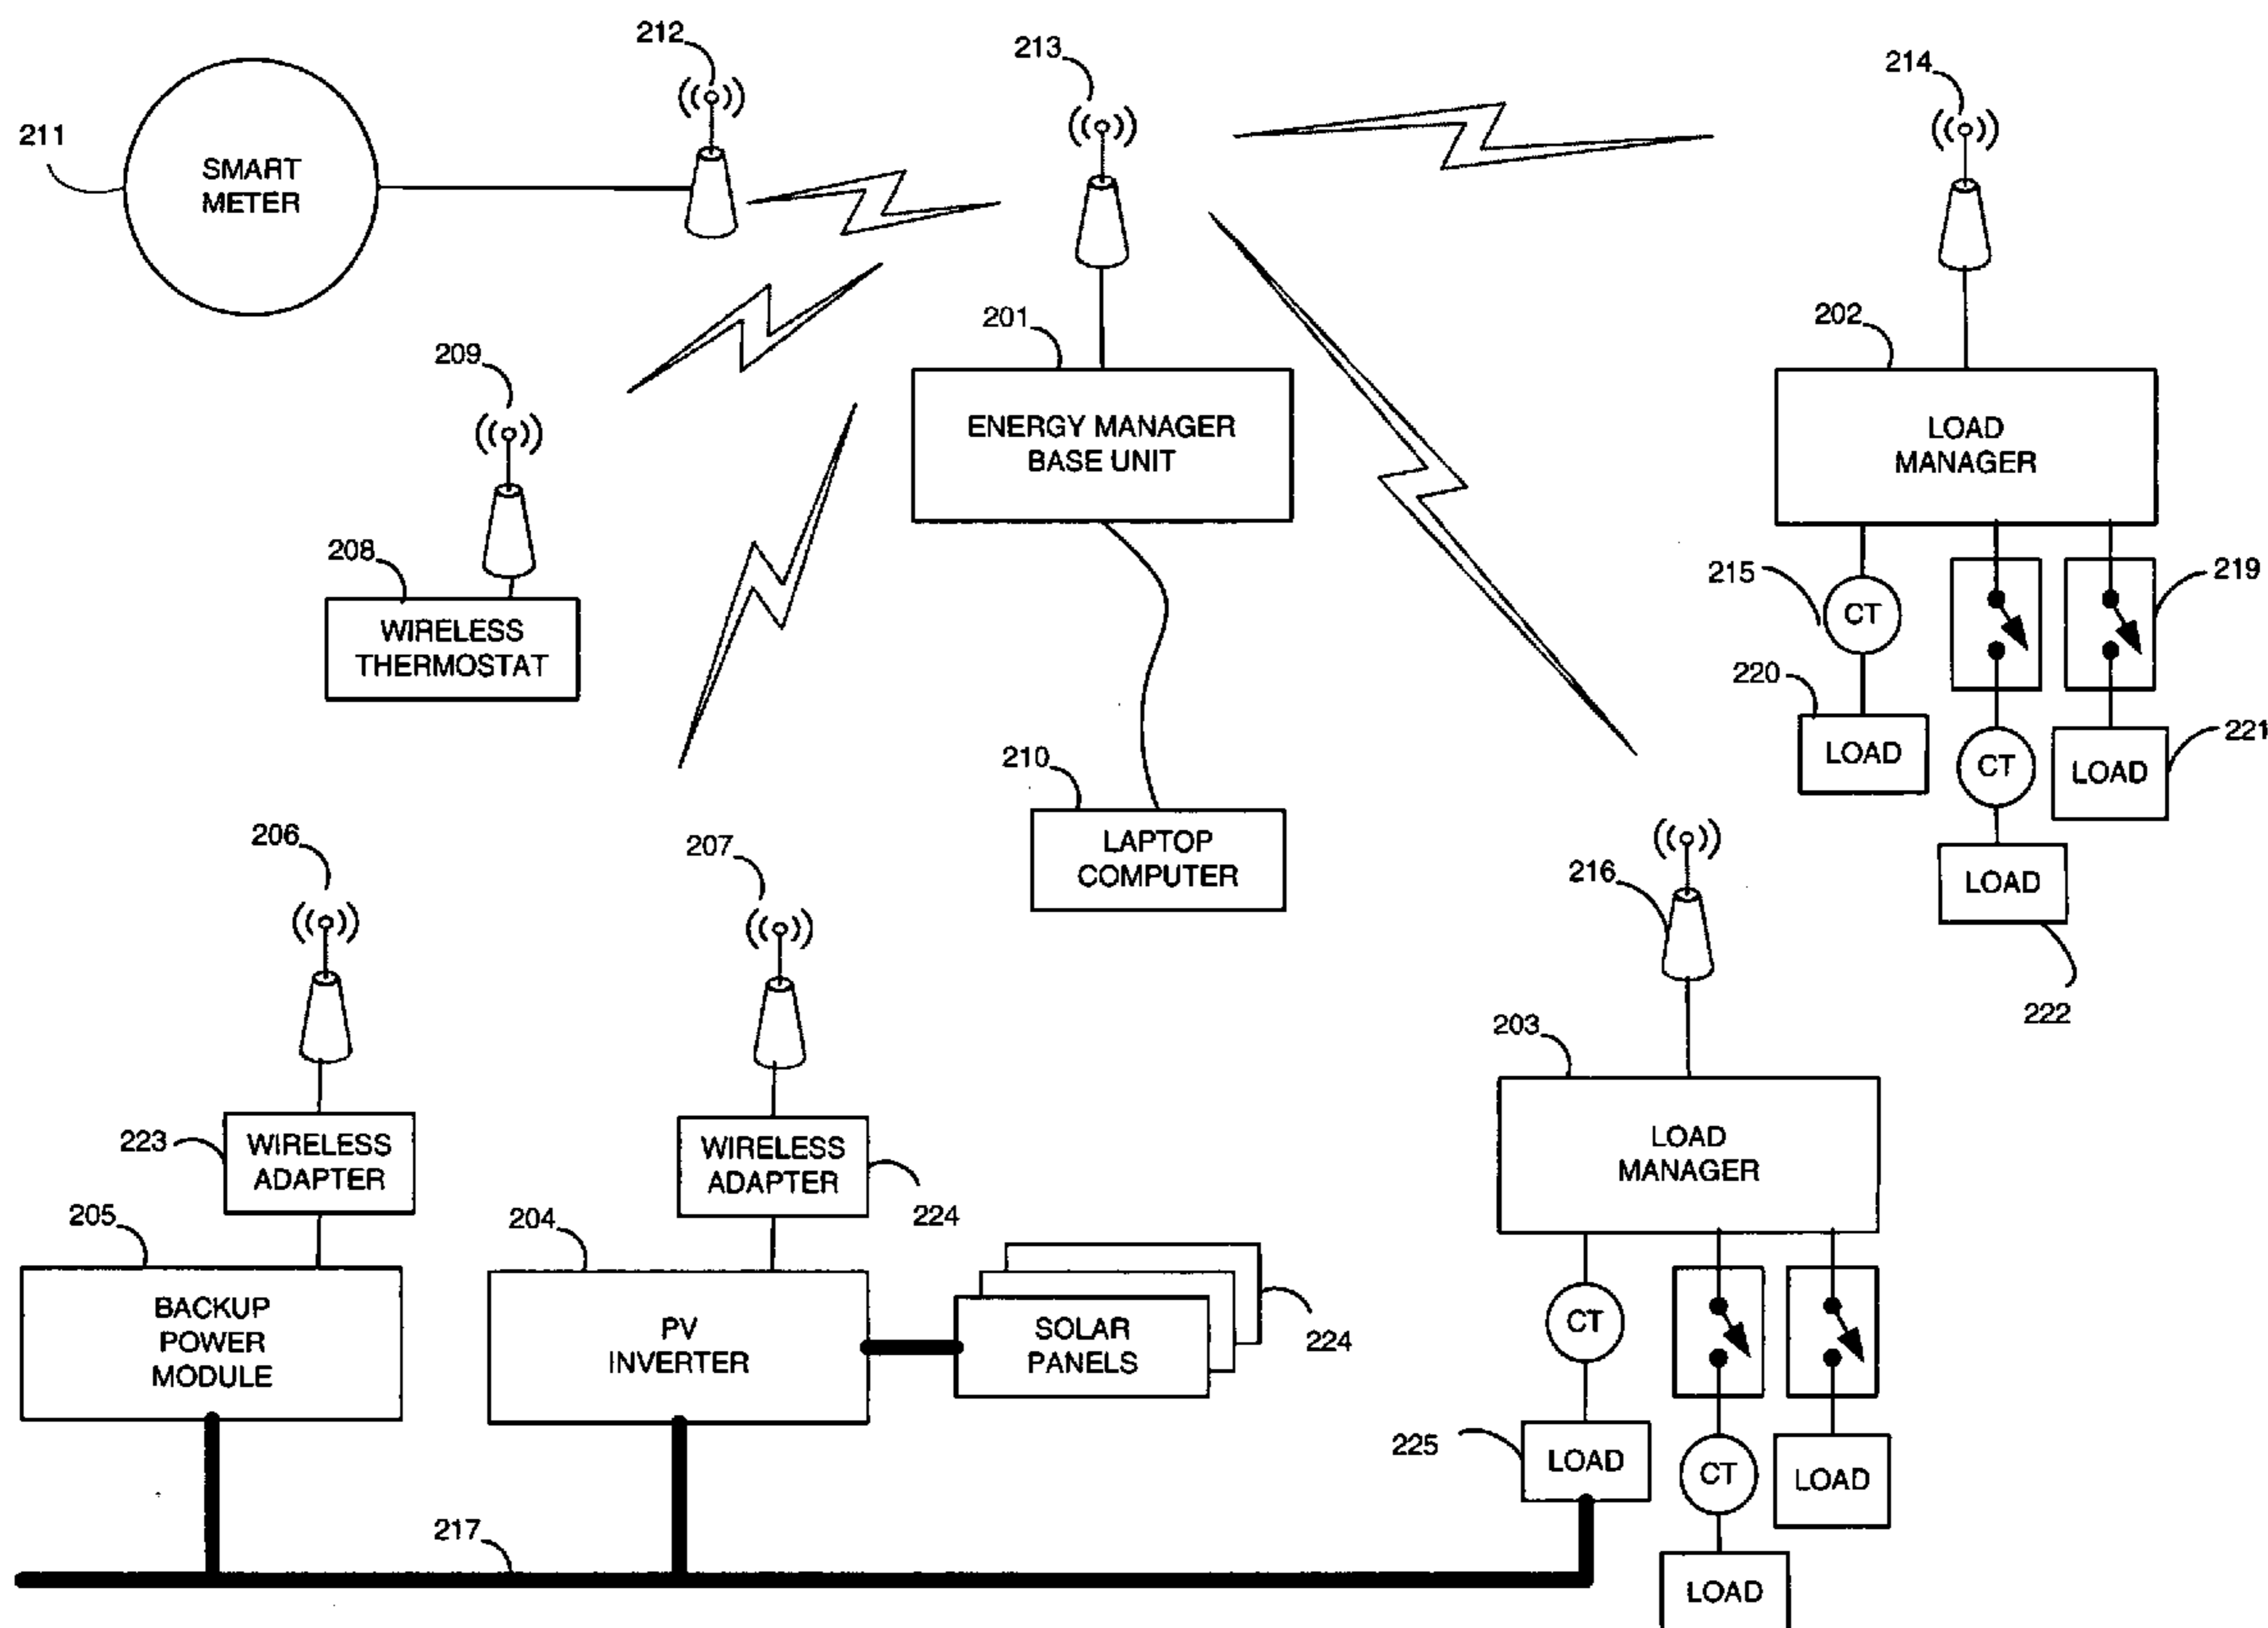 212
213
214
211
SMART
METER
201
202
209
ENERGY MANAGER
BASE UNIT
LOAD
MANAGER
208
WIRELESS
THERMOSTAT
215
CT
219
220
LOAD
CT
221
LOAD
210
LAPTOP
COMPUTER
LOAD
222
206
207
216
203
223
WIRELESS
ADAPTER
WIRELESS
ADAPTER
224
LOAD
MANAGER
205
204
BACKUP
POWER
MODULE
PV
INVERTER
SOLAR
PANELS
224
CT
225
LOAD
CT
LOAD
217
LOAD